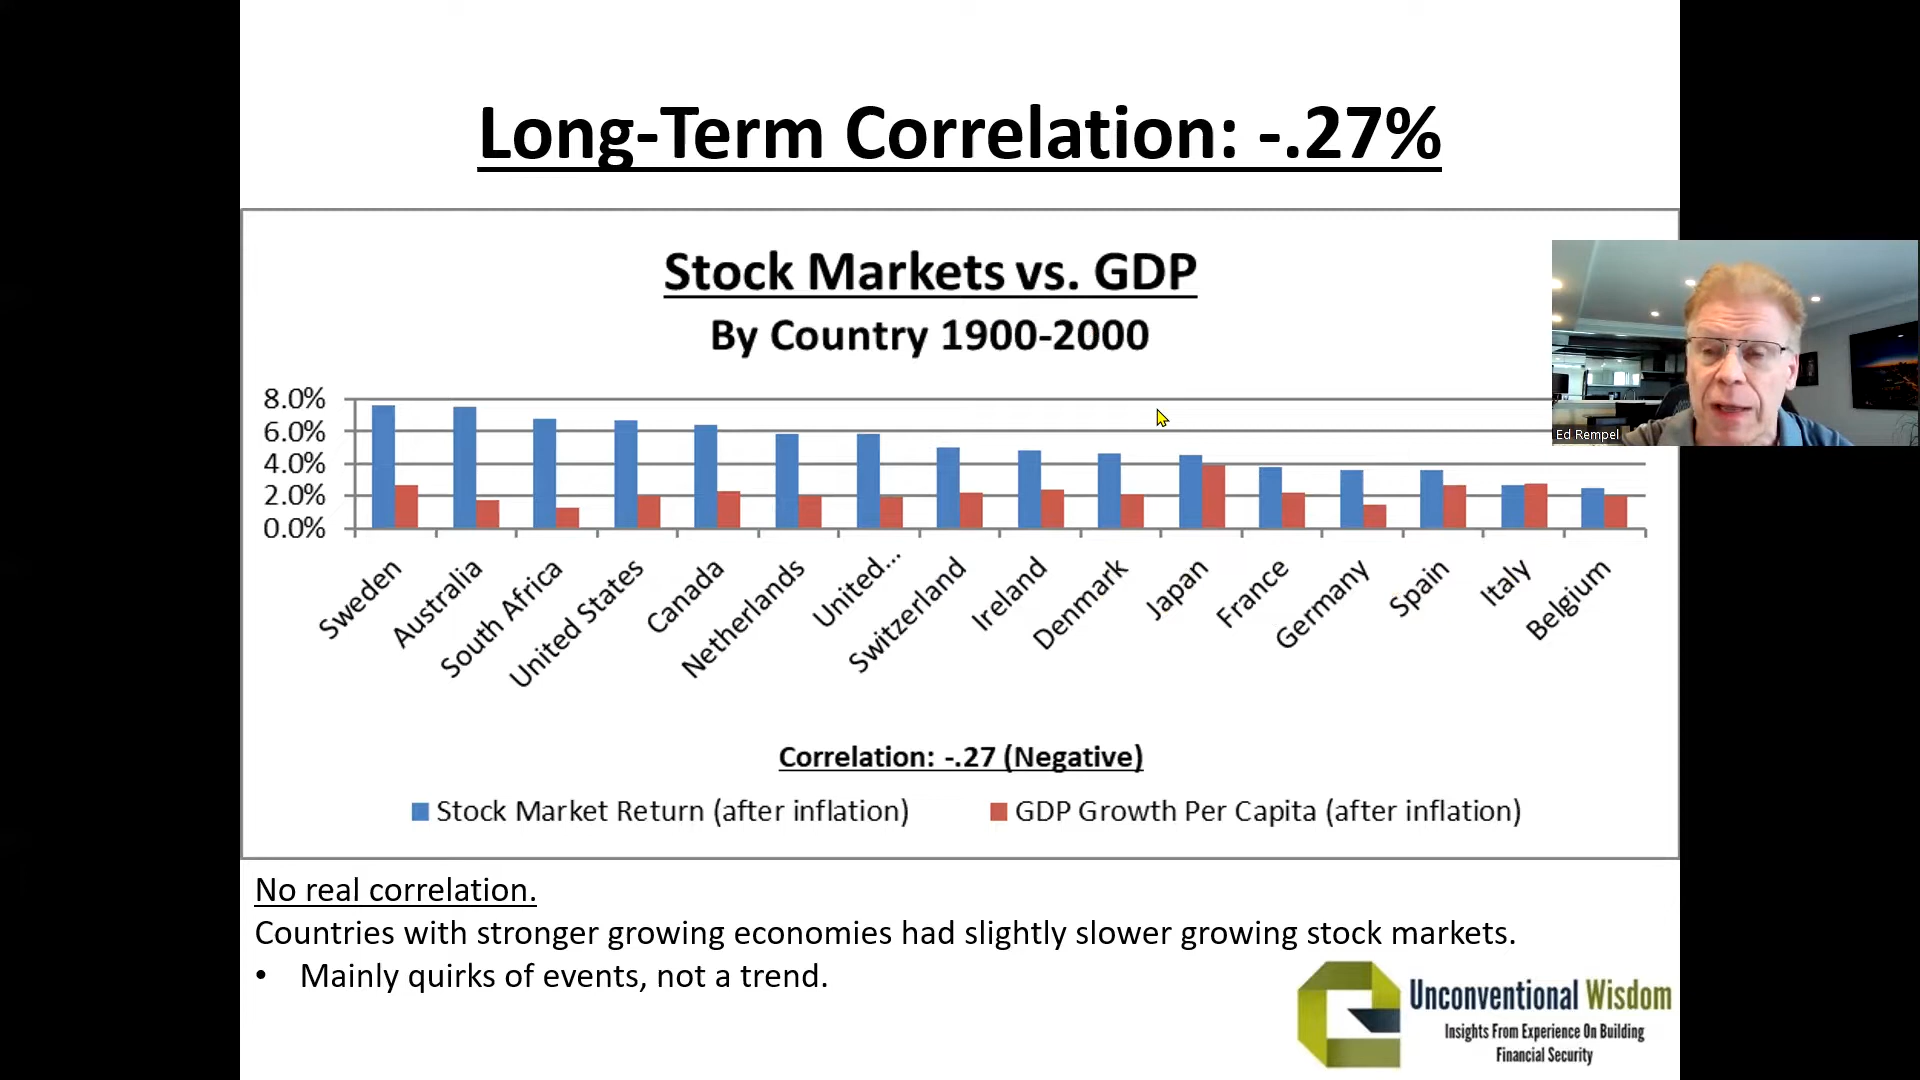 Long-Term Correlation: -.27%
Stock Markets vs. GDP
By Country 1900-2000
8.0%
6.0%
4.0%
2.0%
0.0%
Sweden
Australia
South Africa
United States
Canada
Netherlands
United...
Switzerland
Ireland
Denmark
Japan
France
Germany
Spain
Italy
Belgium
Correlation: -.27 (Negative)
Stock Market Return (after inflation)
GDP Growth Per Capita (after inflation)
Ed Rempel
No real correlation.
Countries with stronger growing economies had slightly slower growing stock markets.
• Mainly quirks of events, not a trend.
Unconventional Wisdom
Insights From Experience On Building
Financial Security